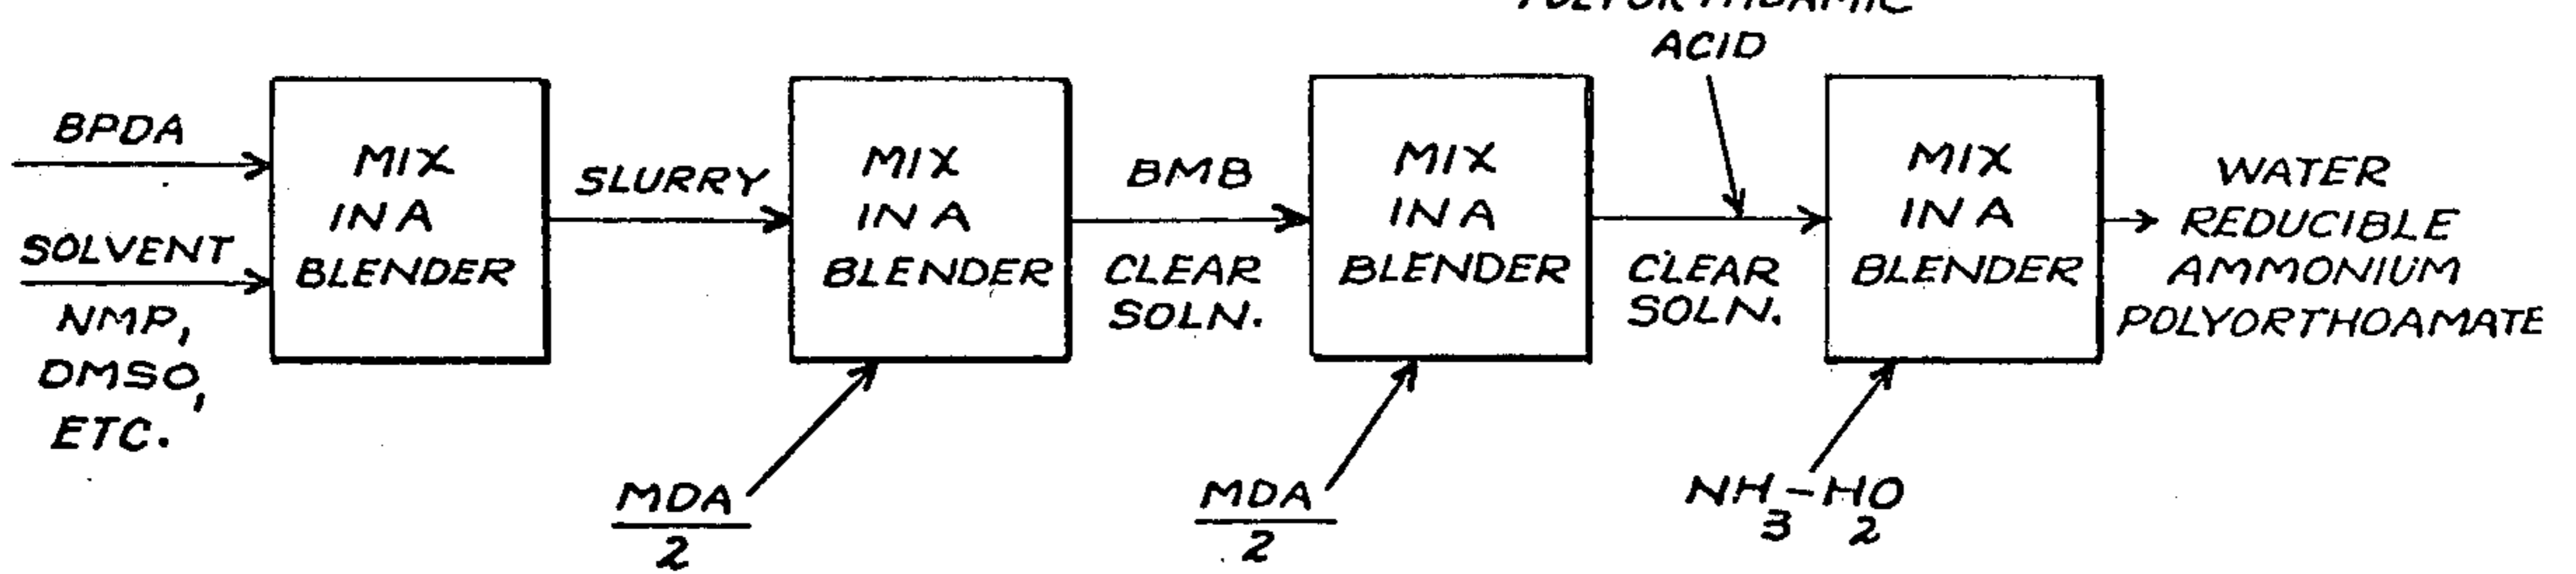 POLYORTHOAMIC
ACID
BPDA
SOLVENT
NMP,
DMSO,
ETC.
MIX
IN A
BLENDER
SLURRY
MDA
2
MIX
IN A
BLENDER
BMB
CLEAR
SOLN.
MDA
2
MIX
IN A
BLENDER
CLEAR
SOLN.
NH3-H2O
MIX
IN A
BLENDER
WATER
REDUCIBLE
AMMONIUM
POLYORTHOAMATE